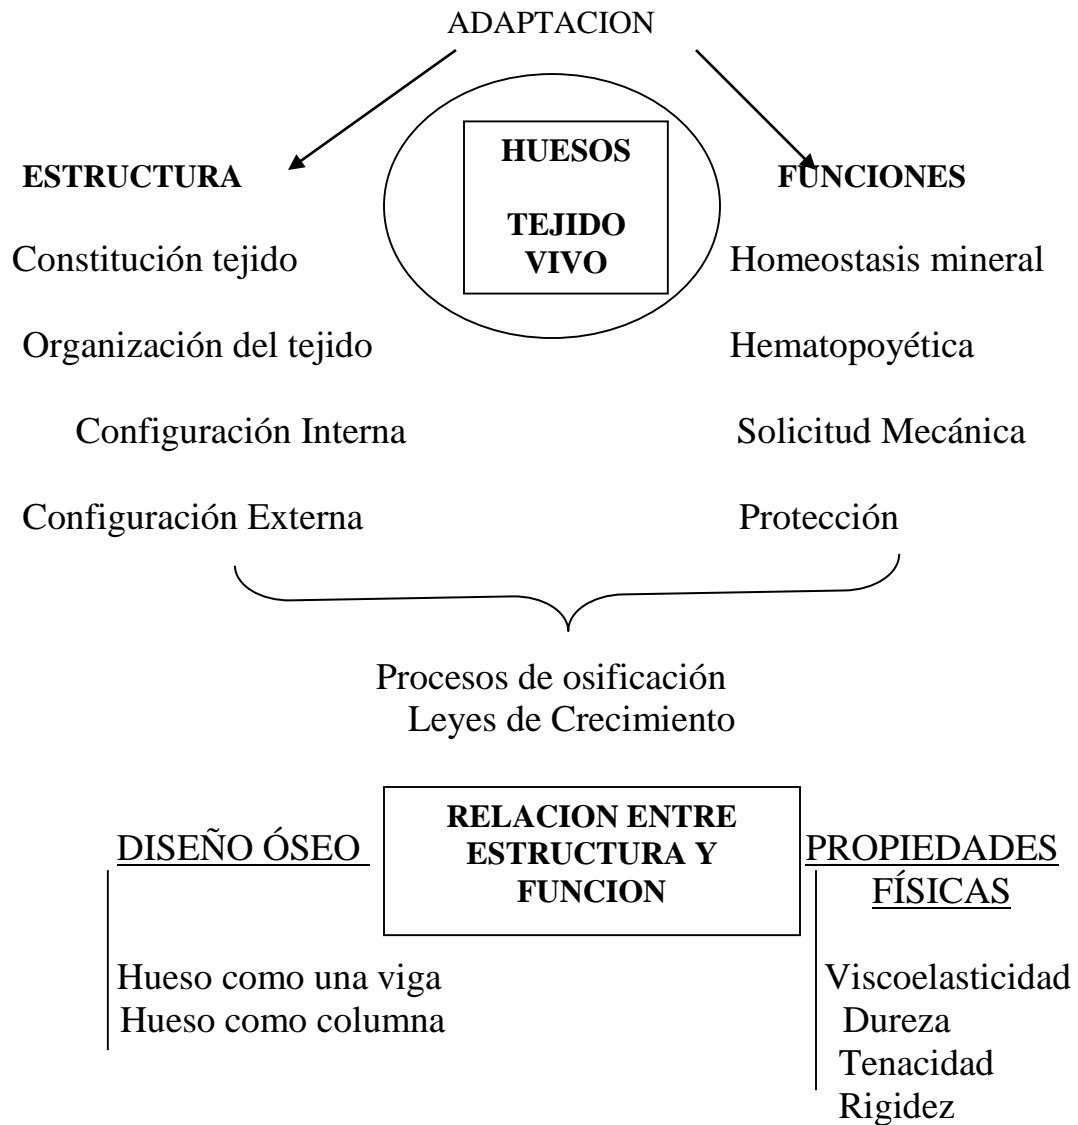 ADAPTACION
HUESOS
TEJIDO
VIVO
ESTRUCTURA
Constitución tejido
Organización del tejido
Configuración Interna
Configuración Externa
FUNCIONES
Homeostasis mineral
Hematopoyética
Solicitud Mecánica
Protección
Procesos de osificación
Leyes de Crecimiento
RELACION ENTRE
ESTRUCTURA Y
FUNCION
DISEÑO ÓSEO
Hueso como una viga
Hueso como columna
PROPIEDADES
FÍSICAS
Viscoelasticidad
Dureza
Tenacidad
Rigidez